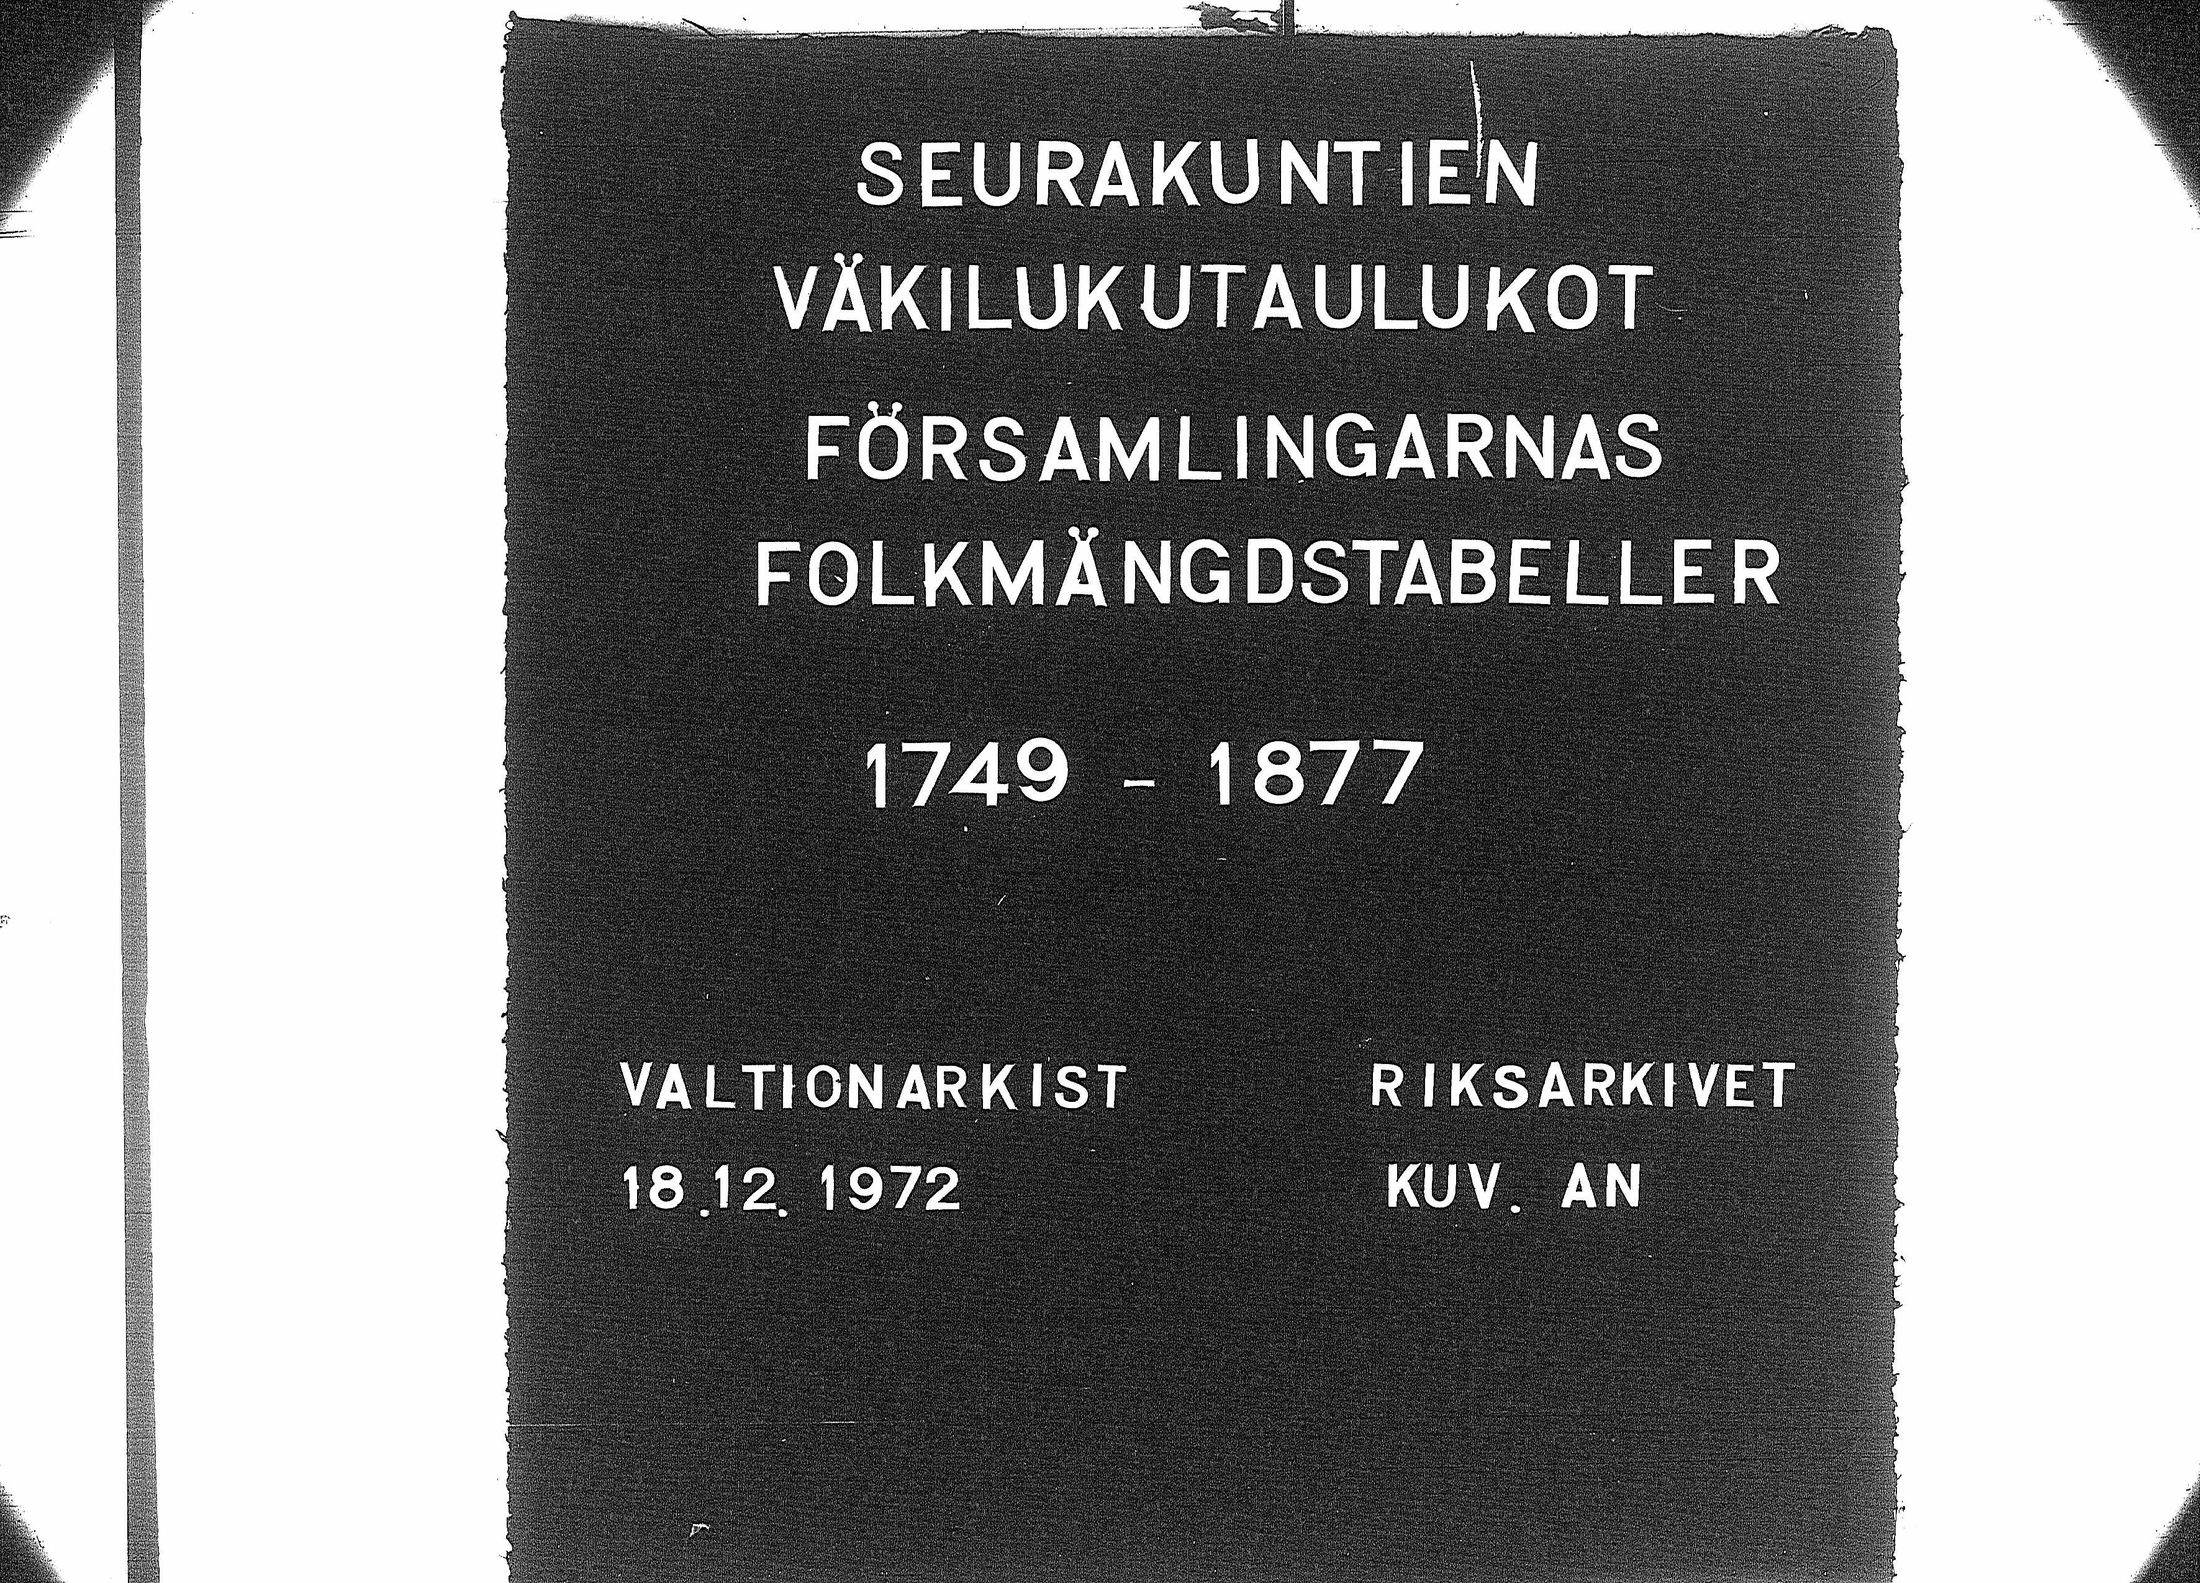 SEURAKUNTIEN
VÄKILUKUTAULUKOT
FÖRSAMLINGARNAS
FOLKMÄNGDSTABELLER
1749 - 1877
VALTIONARKIST RIKSARKIVET
18.12. 1972 KUV. AN